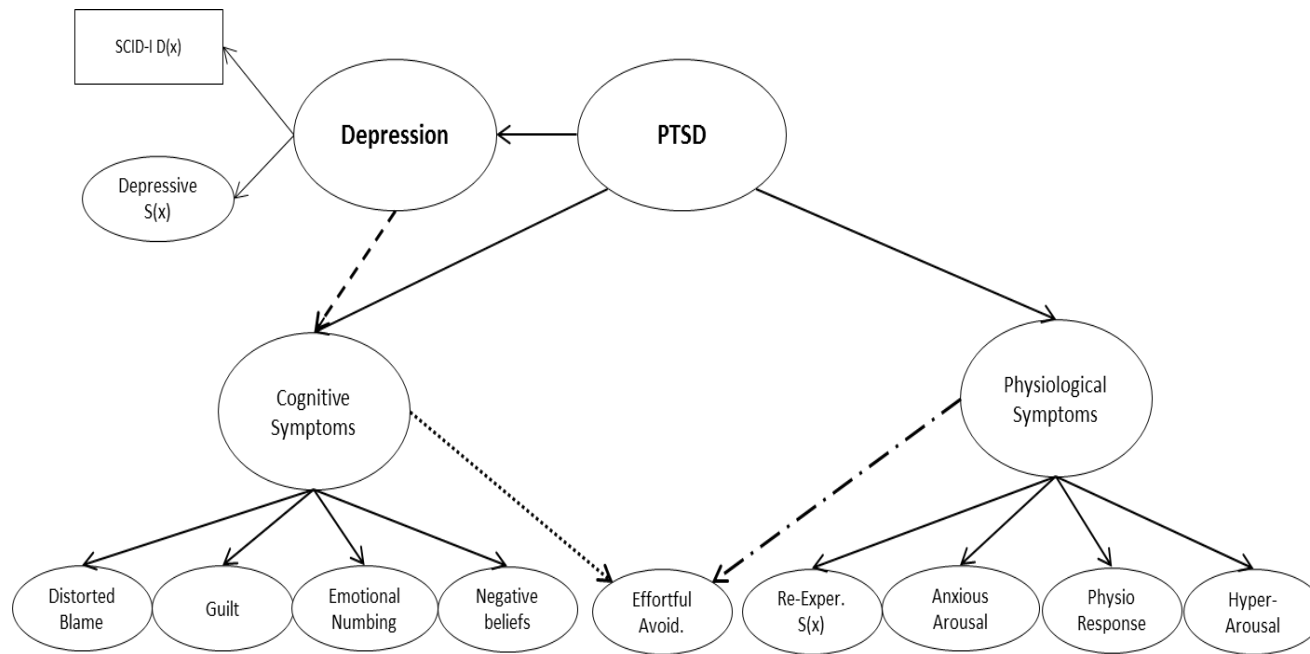 SCID-I D(x)
Depression
PTSD
Depressive
S(x)
Cognitive
Symptoms
Physiological
Symptoms
Distorted
Blame
Guilt
Emotional
Numbing
Negative
beliefs
Effortful
Avoid.
Re-Exper.
S(x)
Anxious
Arousal
Physio
Response
Hyper-
Arousal